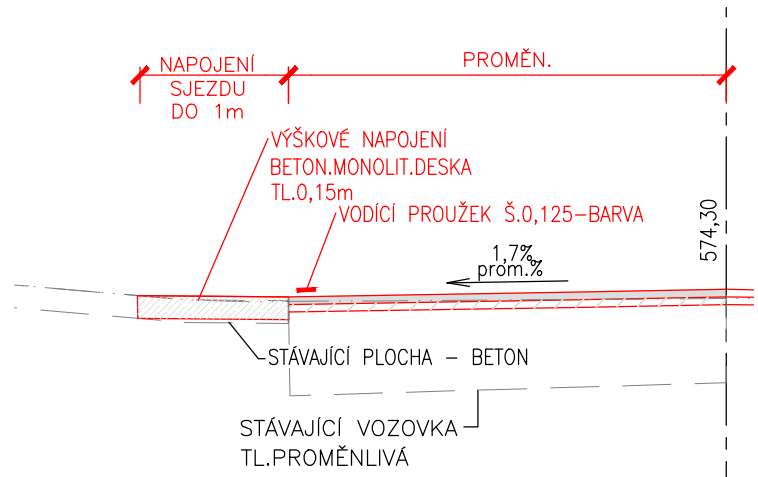 NAPOJENÍ
SJEZDU
DO 1m
PROMĚN.
VÝŠKOVÉ NAPOJENÍ
BETON.MONOLIT.DESKA
TL.0,15m
VODÍCÍ PROUŽEK Š.0,125-BARVA
574,30
1,7%
prom.%
STÁVAJÍCÍ PLOCHA - BETON
STÁVAJÍCÍ VOZOVKA
TL.PROMĚNLIVÁ